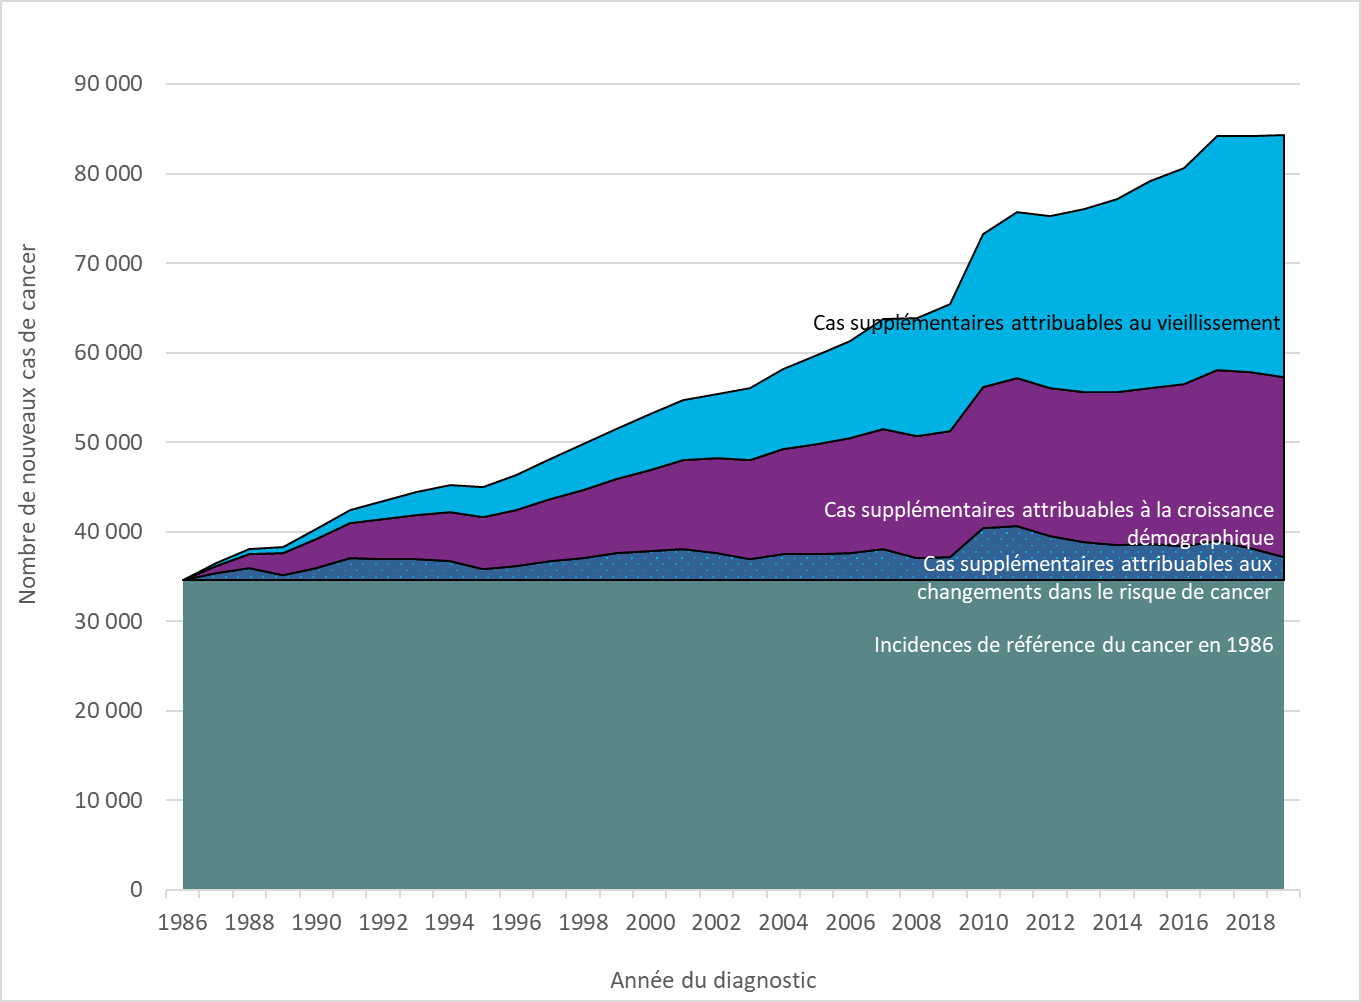 90 000
80 000
70 000
60 000
50 000
40 000
30 000
20 000
10 000
0
Nombre de nouveaux cas de cancer
Cas supplémentaires attribuables au vieillissement
Cas supplémentaires attribuables à la croissance
démographique
Cas supplémentaires attribuables aux
changements dans le risque de cancer
Incidences de référence du cancer en 1986
1986 1988 1990 1992 1994 1996 1998 2000 2002 2004 2006 2008 2010 2012 2014 2016 2018
Année du diagnostic